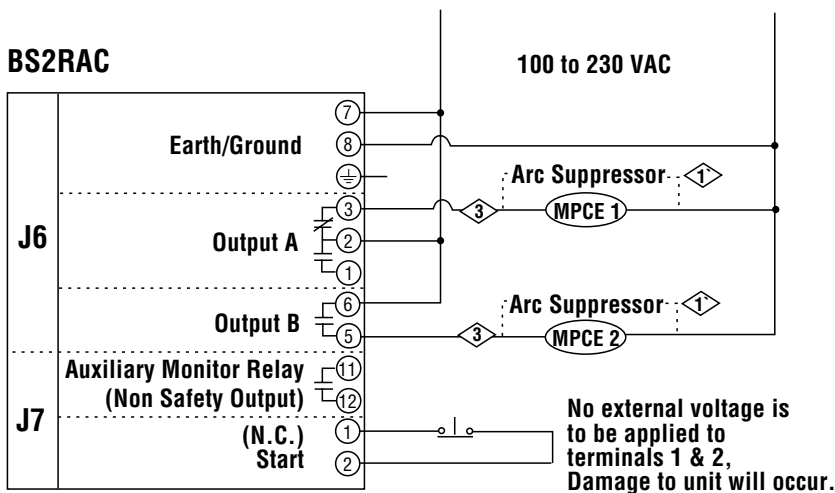 BS2RAC
100 to 230 VAC
7
Earth/Ground
8
Arc Suppressor
1`
J6
3
3
MPCE 1
Output A
2
1
6
Arc Suppressor
1`
Output B
5
3
MPCE 2
Auxiliary Monitor Relay
11
(Non Safety Output)
12
J7
(N.C.)
1
Start
2
No external voltage is
to be applied to
terminals 1 & 2,
Damage to unit will occur.